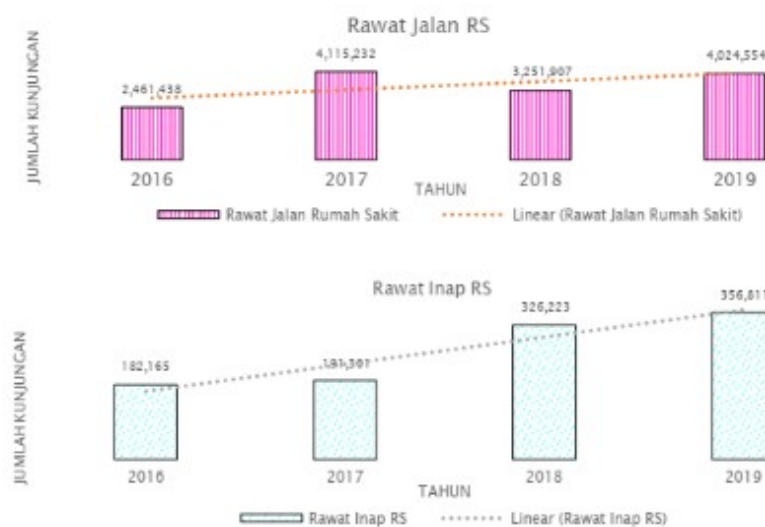 Rawat Jalan RS
JUMLAH KUNJUNGAN
2,461,438
4,115,232
3,251,907
4,024,554
2016
2017
2018
2019
TAHUN
Rawat Jalan Rumah Sakit
Linear (Rawat Jalan Rumah Sakit)
Rawat Inap RS
JUMLAH KUNJUNGAN
182,165
326,223
356,811
2016
2017
2018
2019
TAHUN
Rawat Inap RS
Linear (Rawat Inap RS)